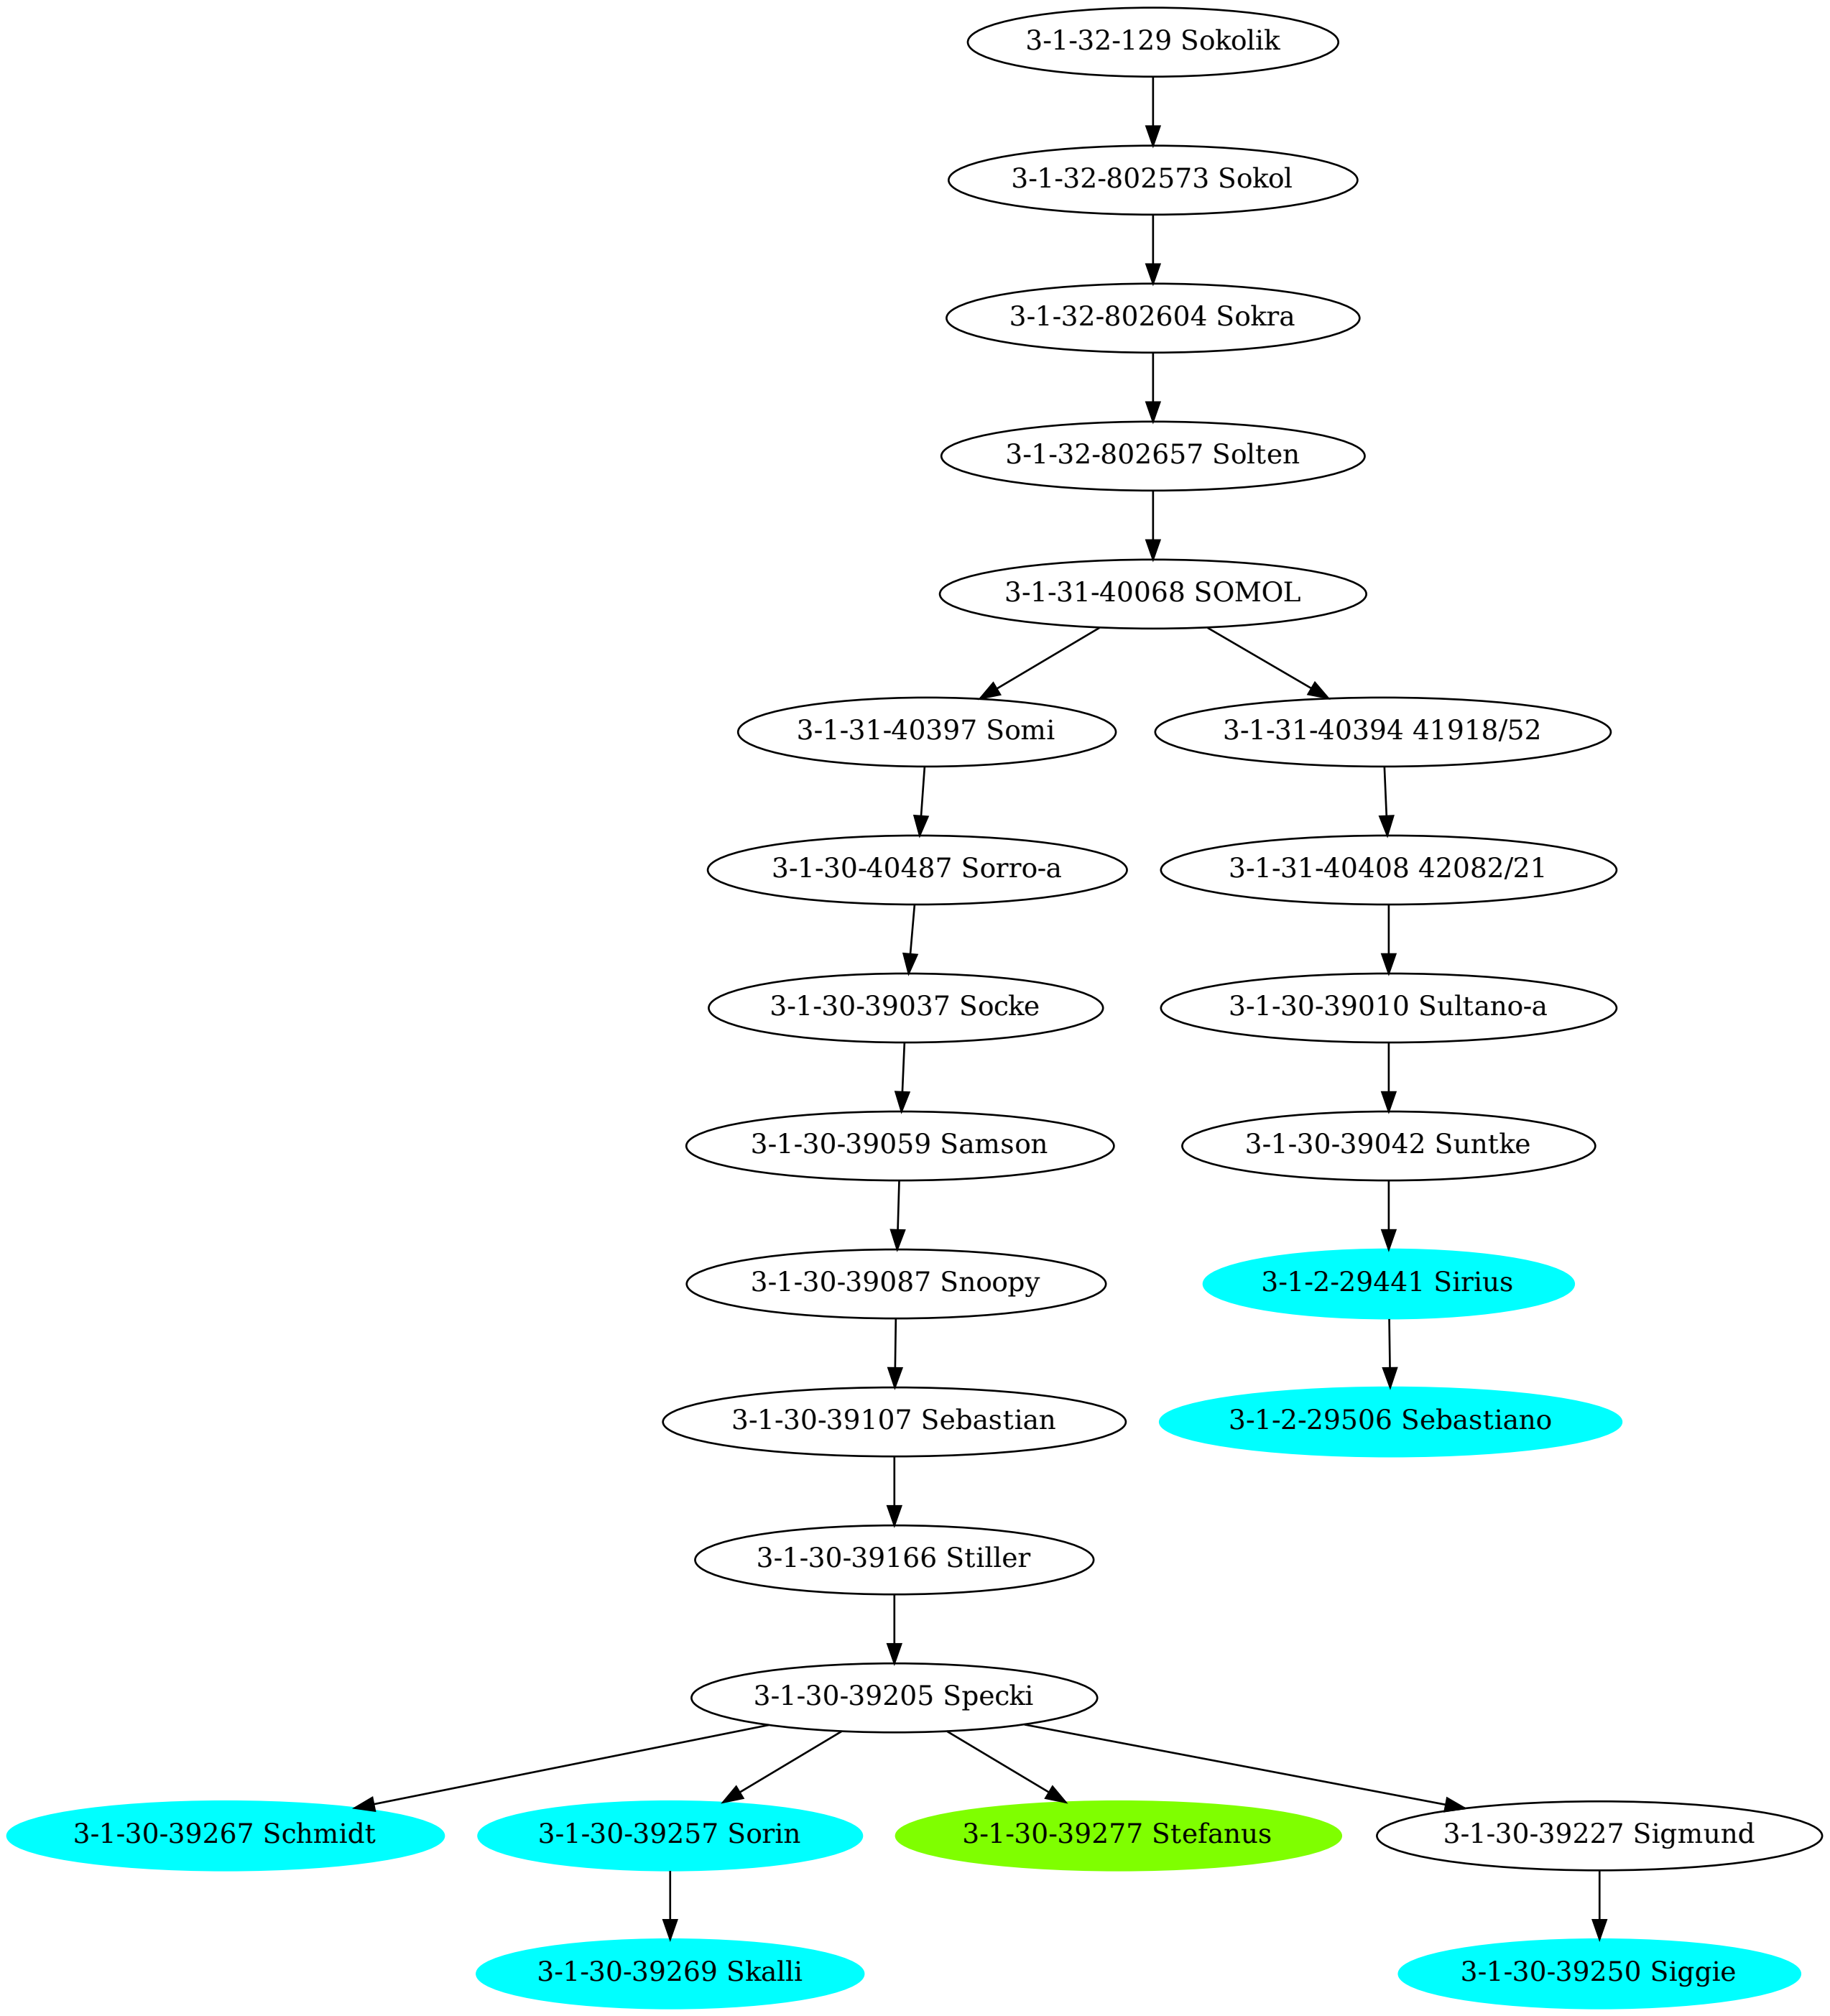 3-1-32-129 Sokolik
3-1-32-802573 Sokol
3-1-32-802604 Sokra
3-1-32-802657 Solten
3-1-31-40068 SOMOL
3-1-31-40397 Somi
3-1-31-40394 41918/52
3-1-30-40487 Sorro-a
3-1-31-40408 42082/21
3-1-30-39037 Socke
3-1-30-39010 Sultano-a
3-1-30-39059 Samson
3-1-30-39042 Suntke
3-1-30-39087 Snoopy
3-1-2-29441 Sirius
3-1-30-39107 Sebastian
3-1-2-29506 Sebastiano
3-1-30-39166 Stiller
3-1-30-39205 Specki
3-1-30-39267 Schmidt
3-1-30-39257 Sorin
3-1-30-39277 Stefanus
3-1-30-39227 Sigmund
3-1-30-39269 Skalli
3-1-30-39250 Siggie